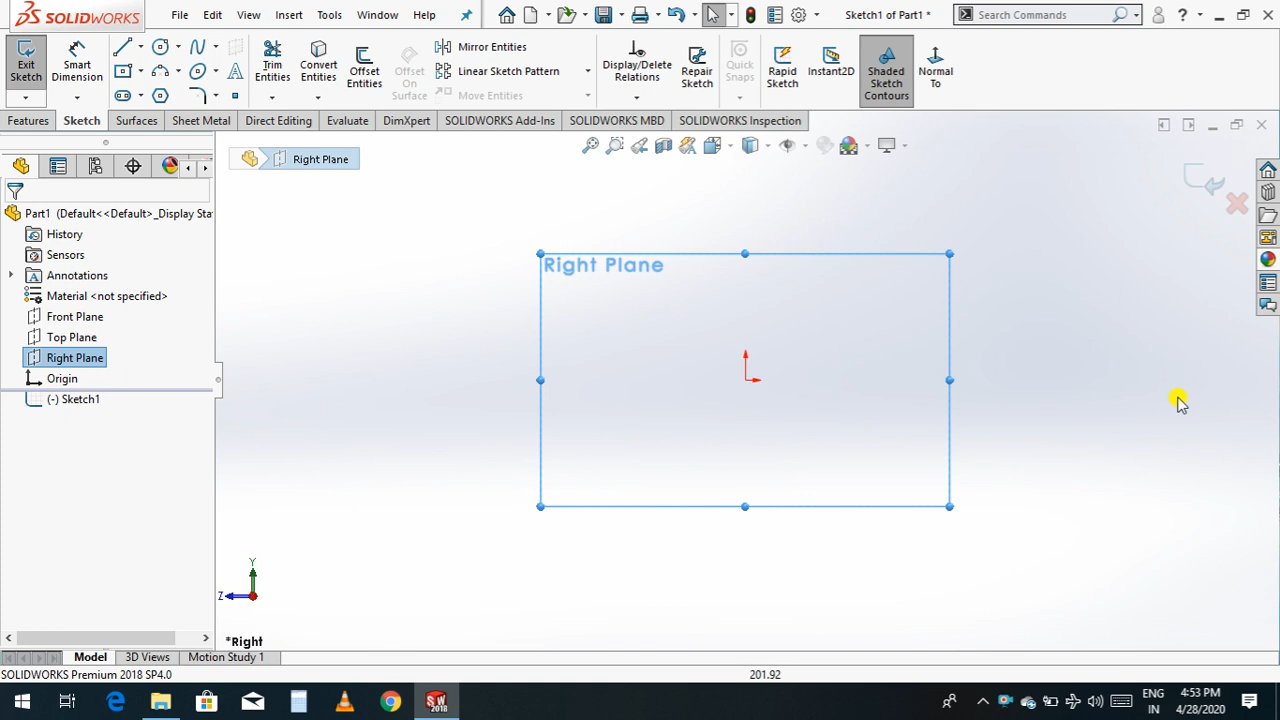 SOLIDWORKS File Edit View Insert Tools Window Help Sketch1 of Part1 * Search Commands ?
Exit Sketch
Smart Dimension
Trim Entities
Convert Entities
Offset Entities
Offset On Surface
Mirror Entities
Linear Sketch Pattern
Move Entities
Display/Delete Relations
Repair Sketch
Quick Snaps
Rapid Sketch
Instant2D
Shaded Sketch Contours
Normal To
Features Sketch Surfaces Sheet Metal Direct Editing Evaluate DimXpert SOLIDWORKS Add-Ins SOLIDWORKS MBD SOLIDWORKS Inspection
Right Plane
Part1 (Default<<Default>_Display Sta
History
Sensors
Annotations
Material <not specified>
Front Plane
Top Plane
Right Plane
Origin
(-) Sketch1
Right Plane
Y
Z
*Right
Model 3D Views Motion Study 1
SOLIDWORKS Premium 2018 SP4.0 201.92
ENG 4:53 PM
IN 4/28/2020
SW
2018